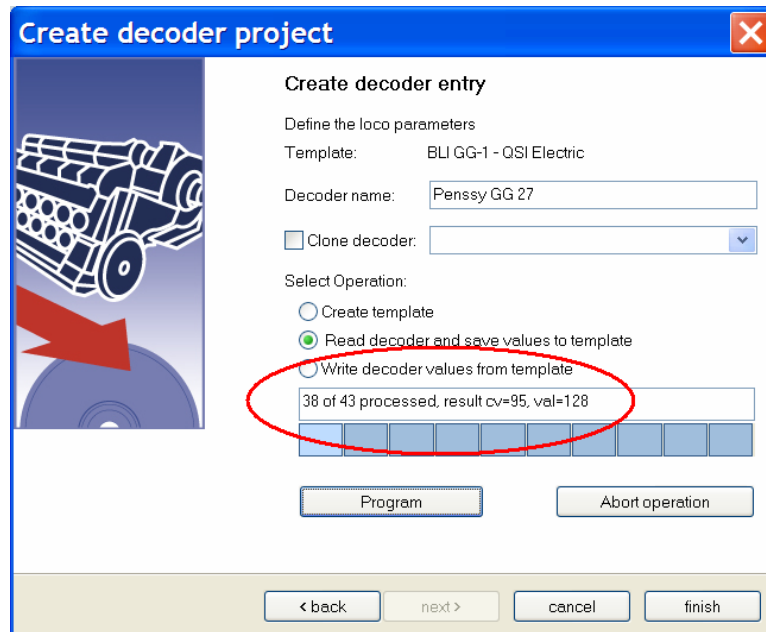 Create decoder project
Create decoder entry
Define the loco parameters
Template: BLI GG-1 - QSI Electric
Decoder name: Penssy GG 27
Clone decoder:
Select Operation:
Create template
Read decoder and save values to template
Write decoder values from template
38 of 43 processed, result cv=95, val=128
Program Abort operation
< back next > cancel finish